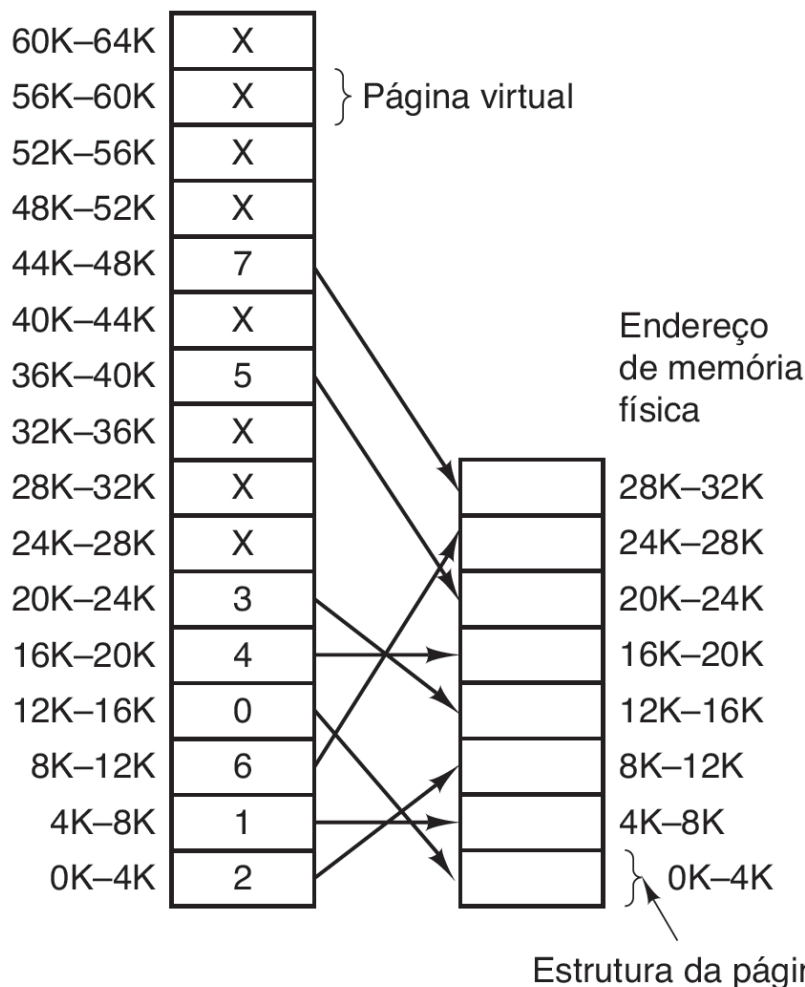 60K–64K X
56K–60K X Página virtual
52K–56K X
48K–52K X
44K–48K 7
40K–44K X
36K–40K 5
32K–36K X
28K–32K X
24K–28K X
20K–24K 3
16K–20K 4
12K–16K 0
8K–12K 6
4K–8K 1
0K–4K 2
Endereço
de memória
física
28K–32K
24K–28K
20K–24K
16K–20K
12K–16K
8K–12K
4K–8K
0K–4K
Estrutura da